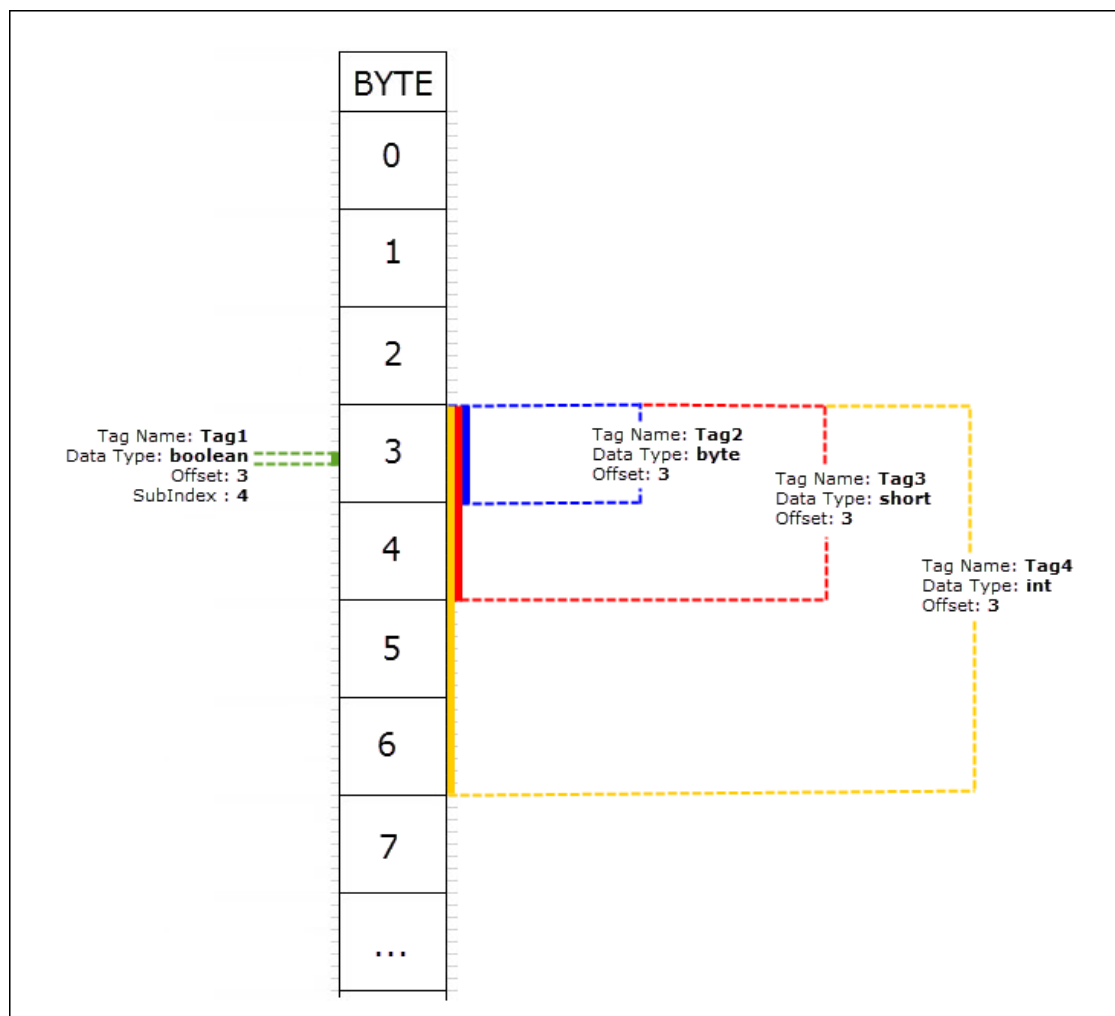 BYTE
0
1
2
3
4
5
6
7
...
Tag Name: Tag1
Data Type: boolean
Offset: 3
SubIndex : 4
Tag Name: Tag2
Data Type: byte
Offset: 3
Tag Name: Tag3
Data Type: short
Offset: 3
Tag Name: Tag4
Data Type: int
Offset: 3